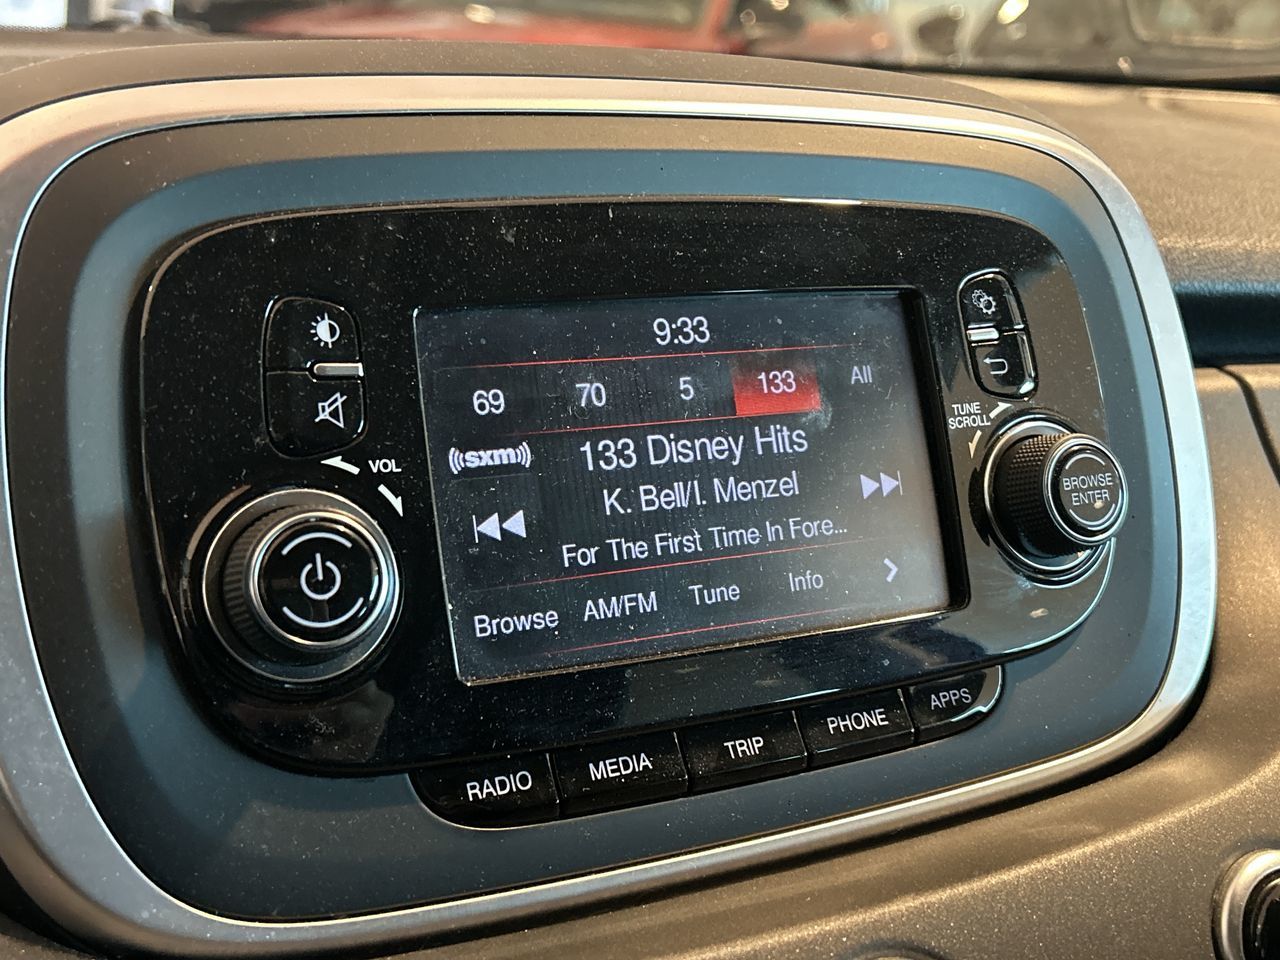 9:33
69 70 5 133 All
((sxm)) 133 Disney Hits
K. Bell/I. Menzel
For The First Time In Fore...
Browse AM/FM Tune Info
VOL
TUNE
SCROLL
BROWSE
ENTER
RADIO MEDIA TRIP PHONE APPS